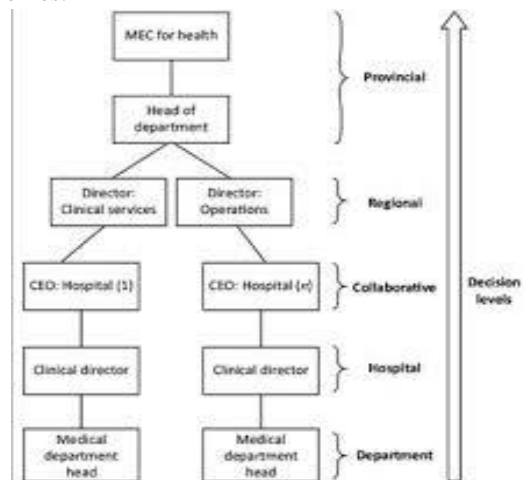 MEC for health
Provincial
Head of
department
Director:
Clinical services
Director:
Operations
Regional
CEO: Hospital (1)
CEO: Hospital (n)
Collaborative
Decision
levels
Clinical director
Clinical director
Hospital
Medical
department
head
Medical
department
head
Department